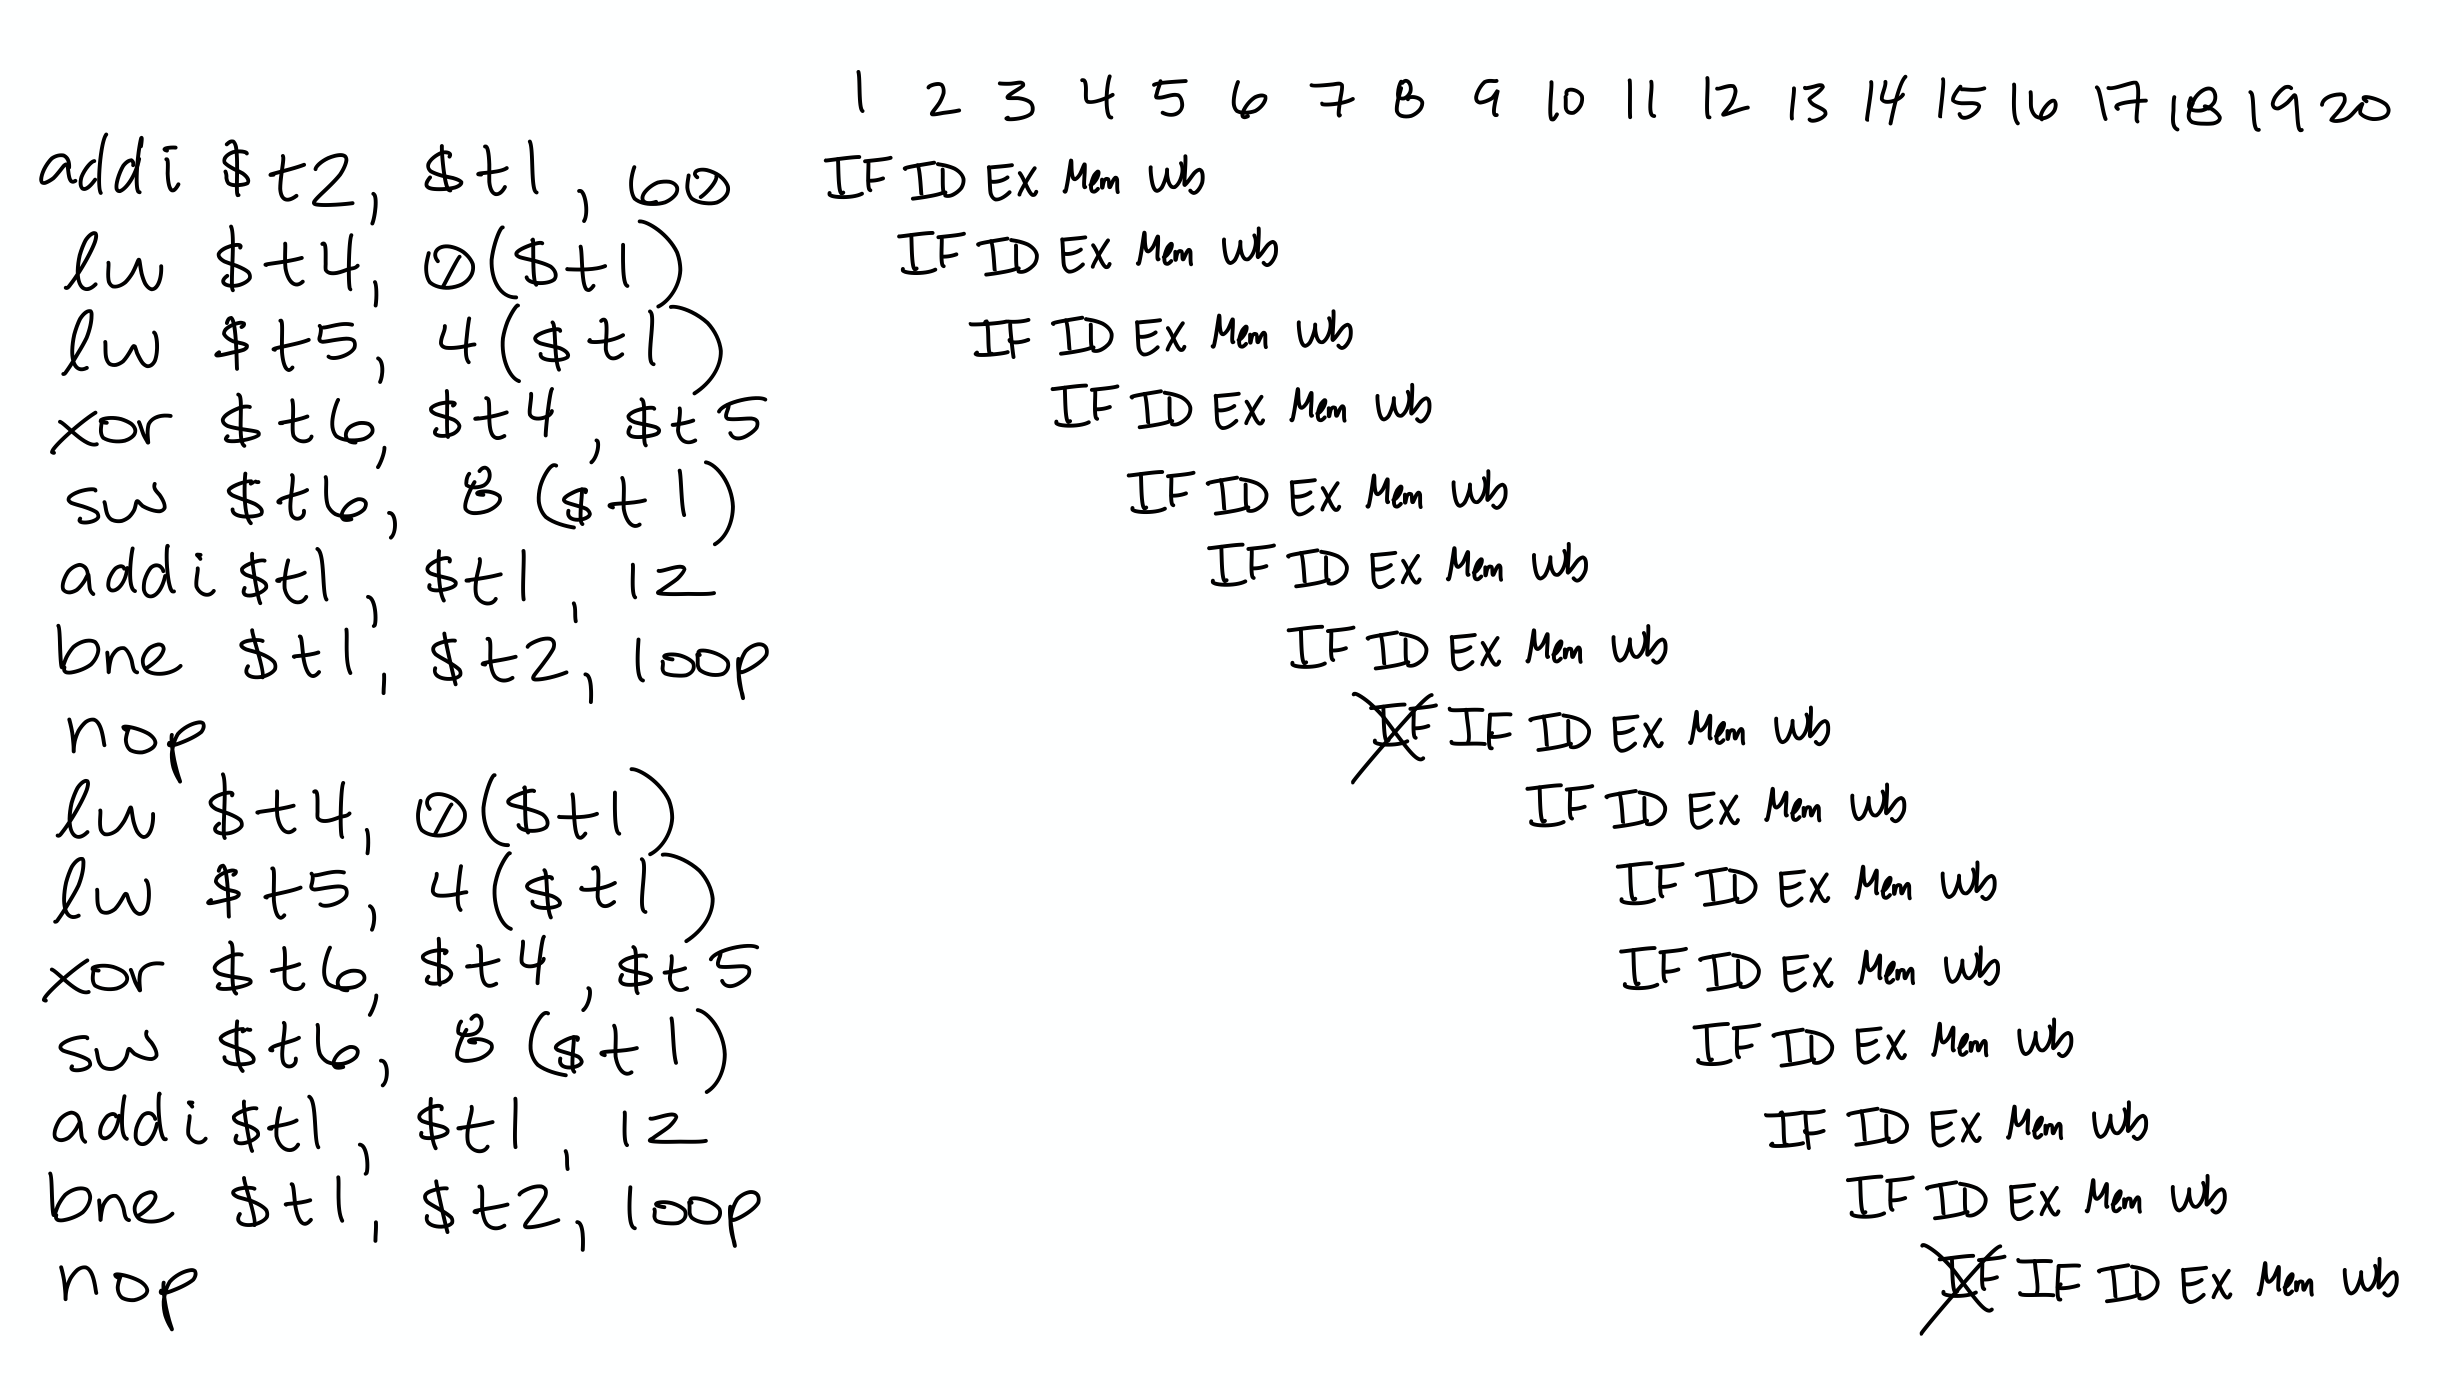 1 2 3 4 5 6 7 8 9 10 11 12 13 14 15 16 17 18 19 20
addi $t2, $t1, 60 IF ID EX Mem Wb
lw $t4, 0($t1) IF ID EX Mem Wb
lw $t5, 4($t1) IF ID EX Mem Wb
xor $t6, $t4, $t5 IF ID EX Mem Wb
sw $t6, 8($t1) IF ID EX Mem Wb
addi $t1, $t1, 12 IF ID EX Mem Wb
bne $t1, $t2, loop IF ID EX Mem Wb
nop IF IF ID EX Mem Wb
lw $t4, 0($t1) IF ID EX Mem Wb
lw $t5, 4($t1) IF ID EX Mem Wb
xor $t6, $t4, $t5 IF ID EX Mem Wb
sw $t6, 8($t1) IF ID EX Mem Wb
addi $t1, $t1, 12 IF ID EX Mem Wb
bne $t1, $t2, loop IF ID EX Mem Wb
nop IF IF ID EX Mem Wb